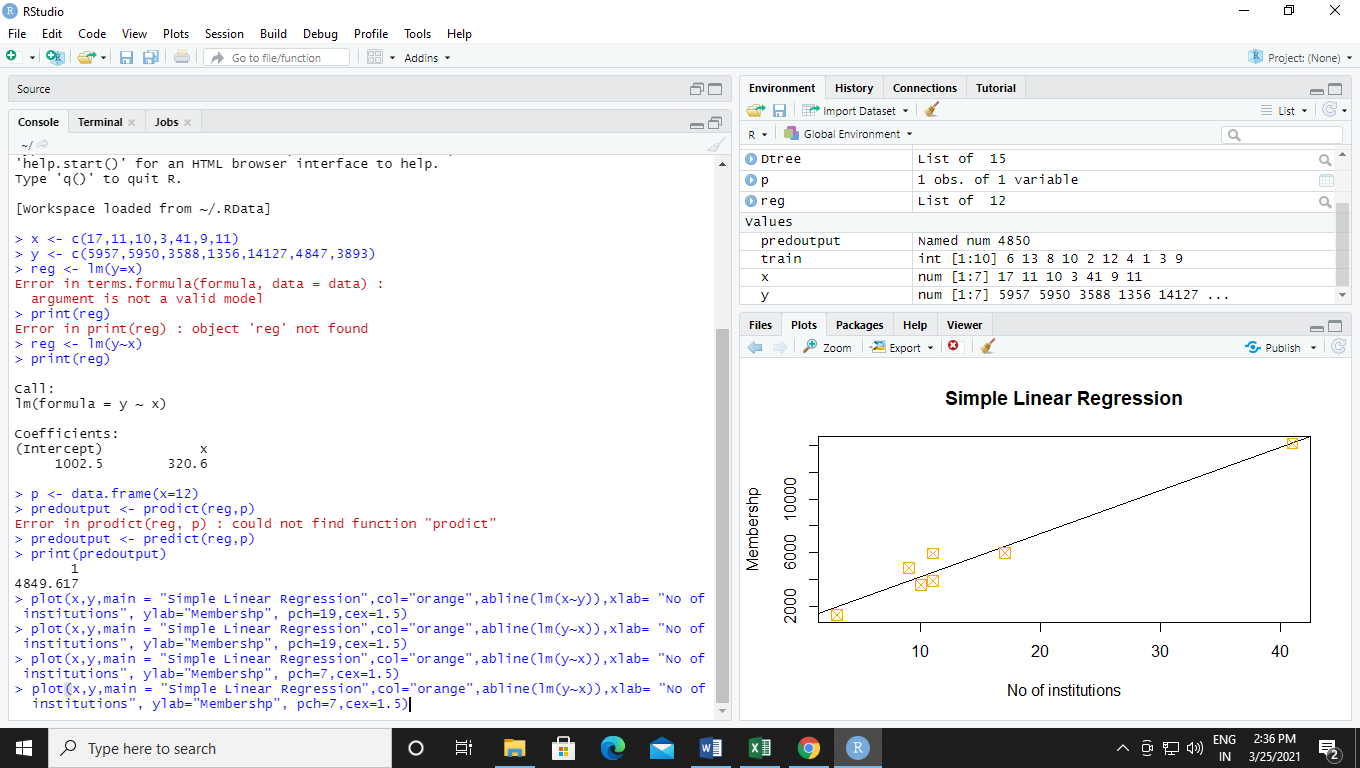 RStudio
File Edit Code View Plots Session Build Debug Profile Tools Help
Go to file/function
Addins
Project: (None)
Source
Console Terminal Jobs
~/
'help.start()' for an HTML browser interface to help.
Type 'q()' to quit R.
[Workspace loaded from ~/.RData]
> x <- c(17,11,10,3,41,9,11)
> y <- c(5957,5950,3588,1356,14127,4847,3893)
> reg <- lm(y=x)
Error in terms.formula(formula, data = data) :
argument is not a valid model
> print(reg)
Error in print(reg) : object 'reg' not found
> reg <- lm(y~x)
> print(reg)
Call:
lm(formula = y ~ x)
Coefficients:
(Intercept) x
1002.5 320.6
> p <- data.frame(x=12)
> predoutput <- prodict(reg,p)
Error in prodict(reg, p) : could not find function "prodict"
> predoutput <- predict(reg,p)
> print(predoutput)
1
4849.617
> plot(x,y,main = "Simple Linear Regression",col="orange",abline(lm(x~y)),xlab= "No of
institutions", ylab="Membershp", pch=19,cex=1.5)
> plot(x,y,main = "Simple Linear Regression",col="orange",abline(lm(y~x)),xlab= "No of
institutions", ylab="Membershp", pch=19,cex=1.5)
> plot(x,y,main = "Simple Linear Regression",col="orange",abline(lm(y~x)),xlab= "No of
institutions", ylab="Membershp", pch=7,cex=1.5)
> plot(x,y,main = "Simple Linear Regression",col="orange",abline(lm(y~x)),xlab= "No of
institutions", ylab="Membershp", pch=7,cex=1.5)
Environment History Connections Tutorial
Import Dataset
List
R
Global Environment
Dtree List of 15
p 1 obs. of 1 variable
reg List of 12
Values
predoutput Named num 4850
train int [1:10] 6 13 8 10 2 12 4 1 3 9
x num [1:7] 17 11 10 3 41 9 11
y num [1:7] 5957 5950 3588 1356 14127 ...
Files Plots Packages Help Viewer
Zoom Export Publish
Simple Linear Regression
Membershp
2000 6000 10000
10 20 30 40
No of institutions
Type here to search
ENG
IN
2:36 PM
3/25/2021
2